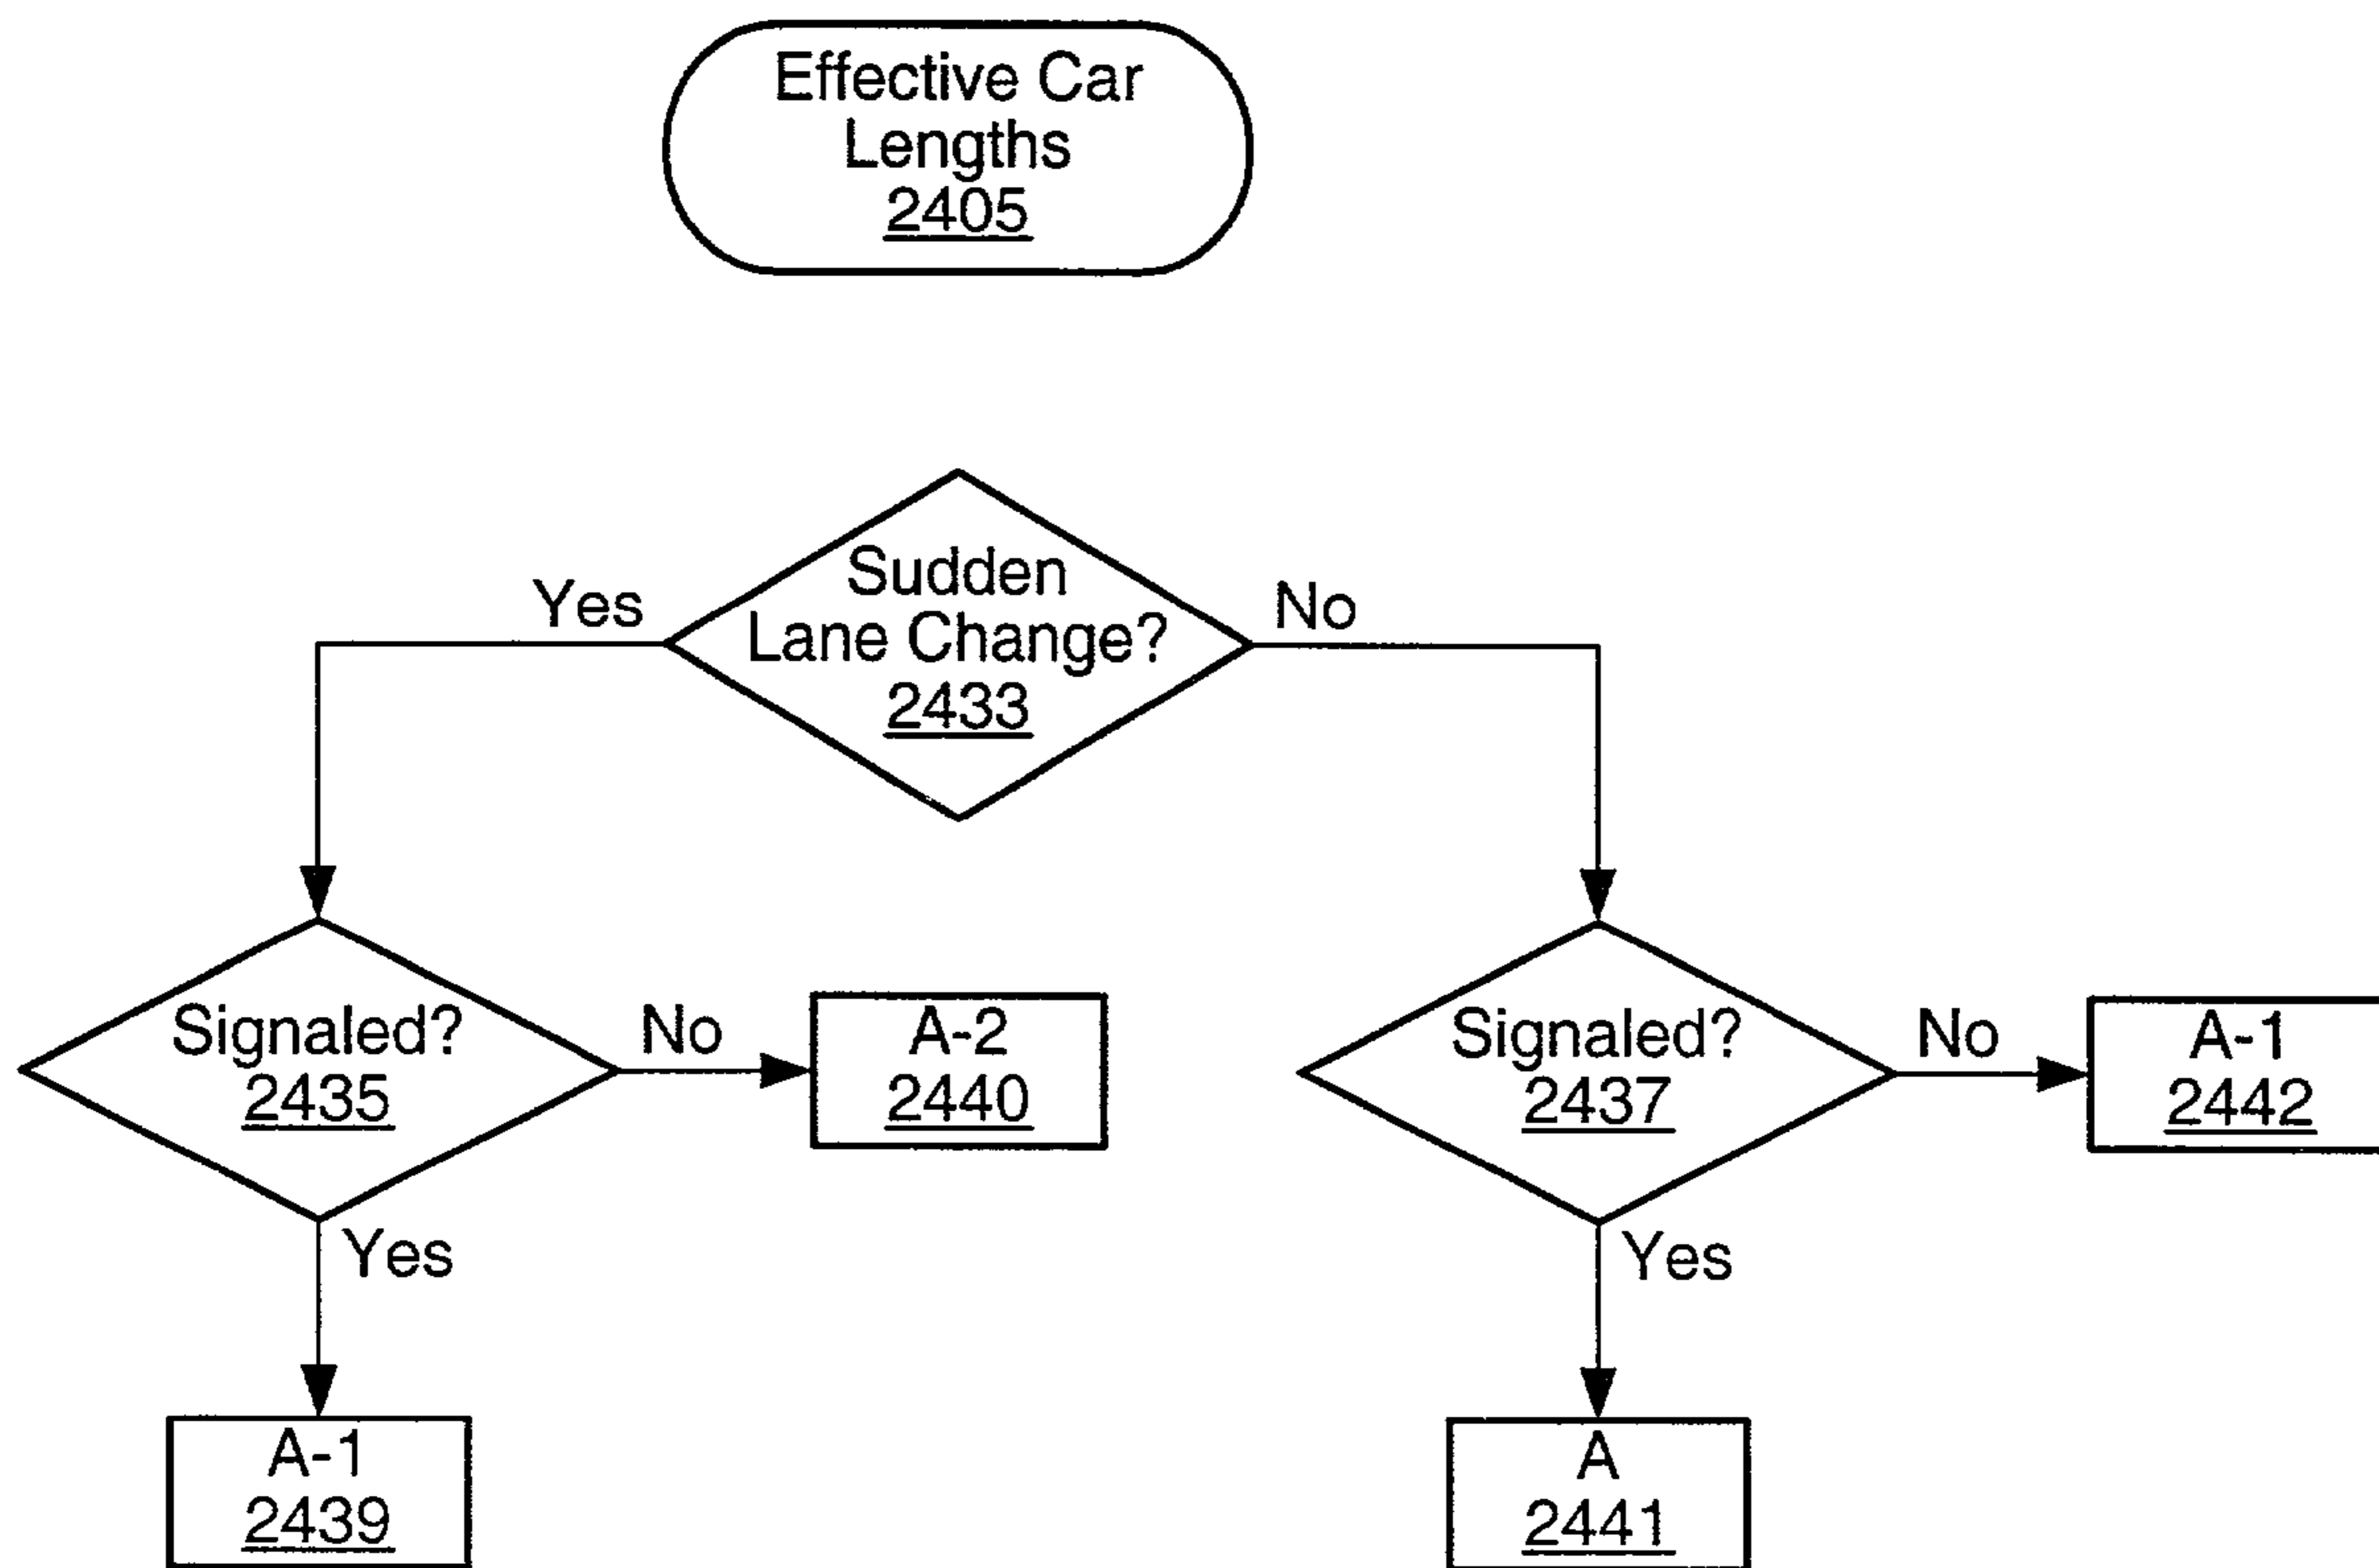 Effective Car
Lengths
2405
Sudden
Lane Change?
2433
Yes
No
Signaled?
2435
No
A-2
2440
Signaled?
2437
No
A-1
2442
Yes
Yes
A-1
2439
A
2441